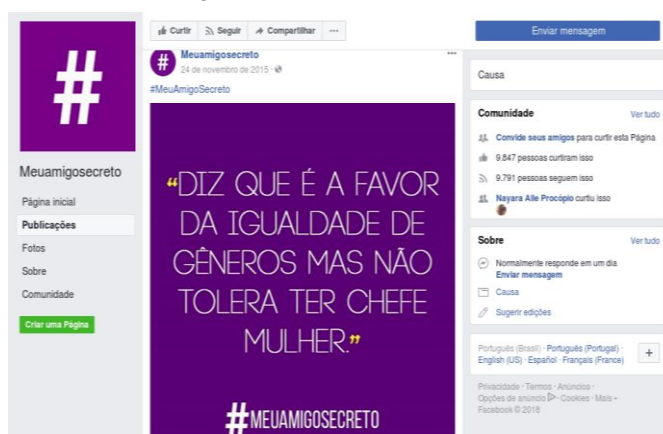 Curtir Seguir Compartilhar ···
Enviar mensagem
#
Meuamigosecreto
Página inicial
Publicações
Fotos
Sobre
Comunidade
Criar uma Página
#
Meuamigosecreto
24 de novembro de 2015 ·
#MeuAmigoSecreto
“DIZ QUE É A FAVOR
DA IGUALDADE DE
GÊNEROS MAS NÃO
TOLERA TER CHEFE
MULHER.”
#MEUAMIGOSECRETO
Causa
Comunidade Ver tudo
Convide seus amigos para curtir esta Página
9.847 pessoas curtiram isso
9.791 pessoas seguem isso
Nayara Alle Procópio curtiu isso
Sobre Ver tudo
Normalmente responde em um dia
Enviar mensagem
Causa
Sugerir edições
Português (Brasil) · Português (Portugal) ·
English (US) · Español · Français (France)
+
Privacidade · Termos · Anúncios ·
Opções de anúncio · Cookies · Mais
Facebook © 2018